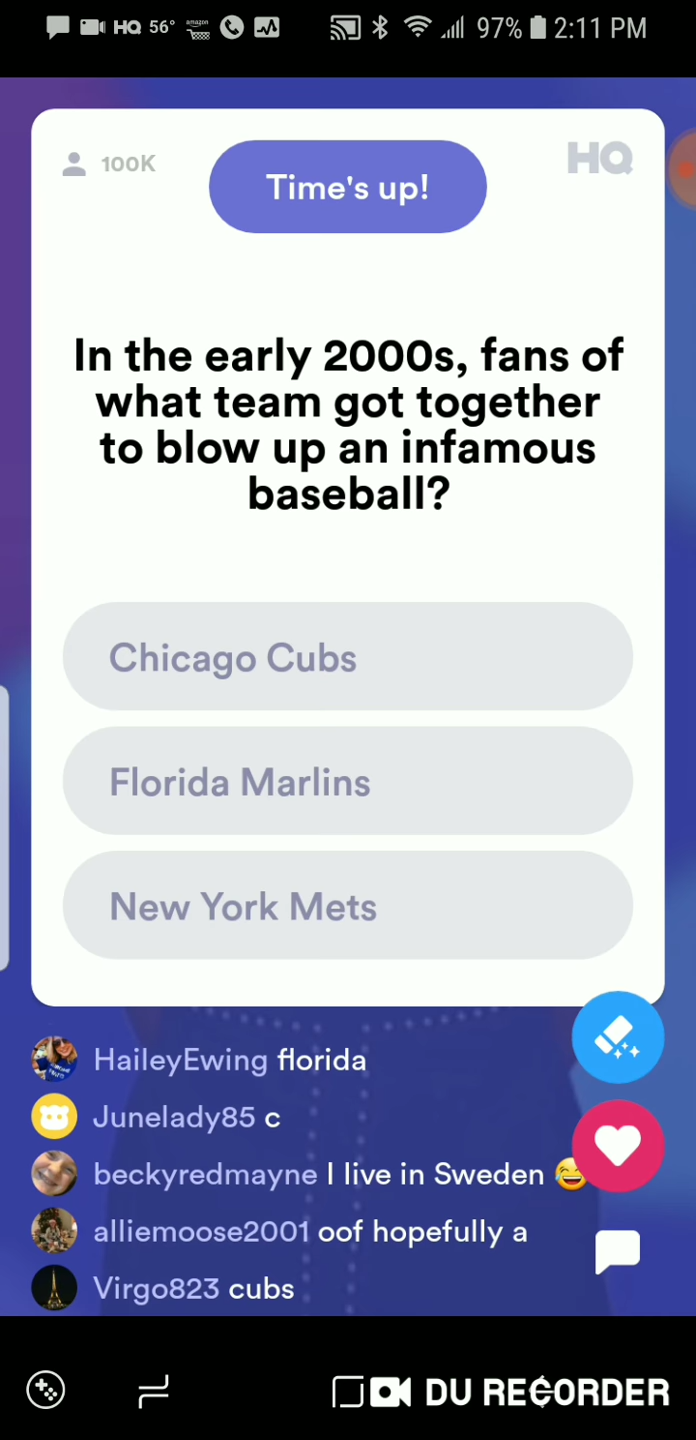 HQ 56° amazon 97% 2:11 PM
100K Time's up! HQ
In the early 2000s, fans of
what team got together
to blow up an infamous
baseball?
Chicago Cubs
Florida Marlins
New York Mets
HaileyEwing florida
Junelady85 c
beckyredmayne I live in Sweden 😂
alliemoose2001 oof hopefully a
Virgo823 cubs
DU RECORDER